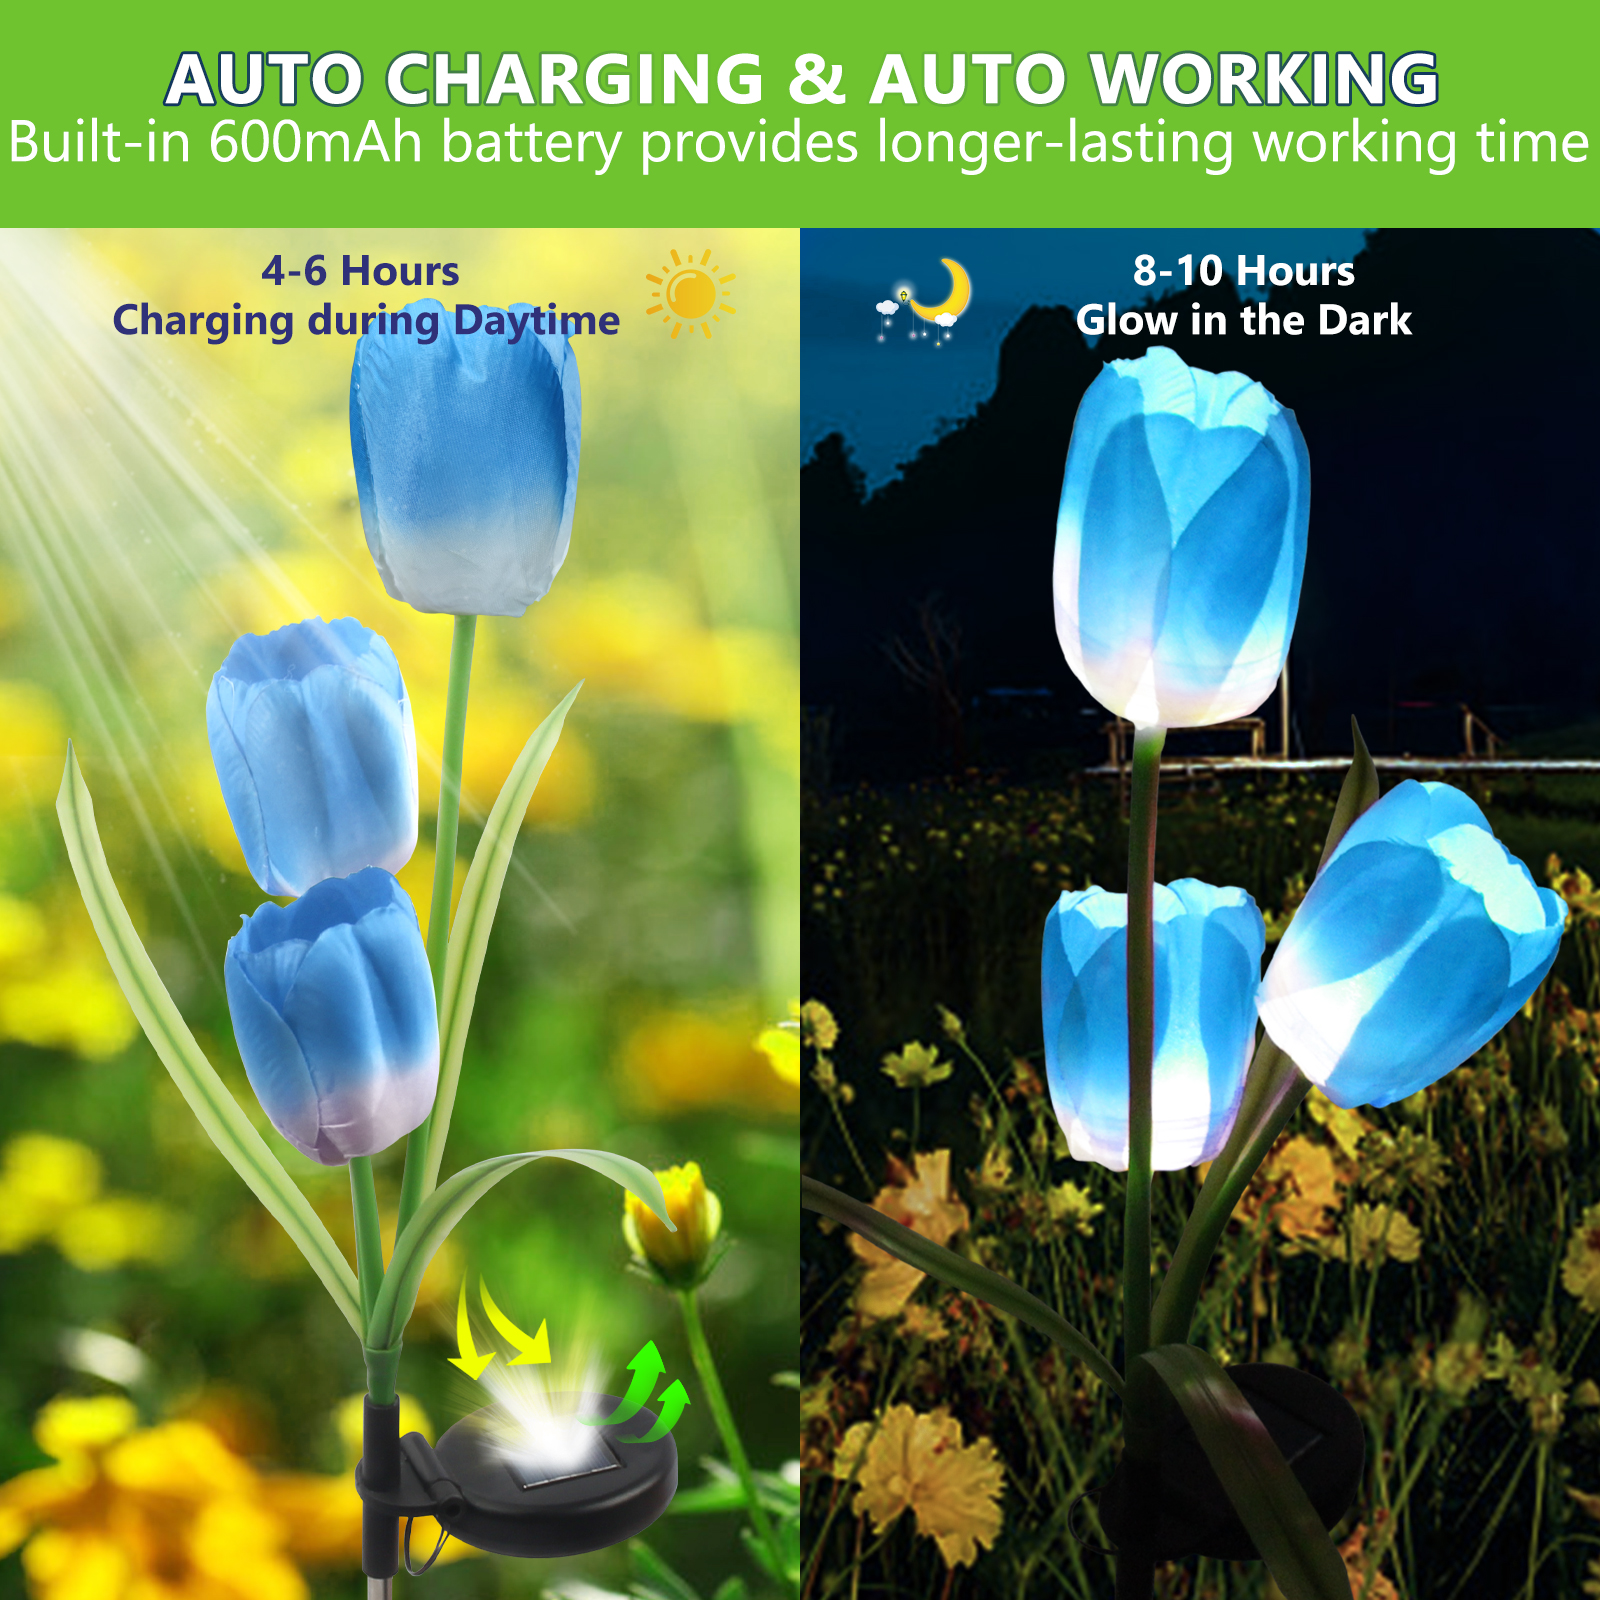 AUTO CHARGING & AUTO WORKING
Built-in 600mAh battery provides longer-lasting working time
4-6 Hours
Charging during Daytime
8-10 Hours
Glow in the Dark